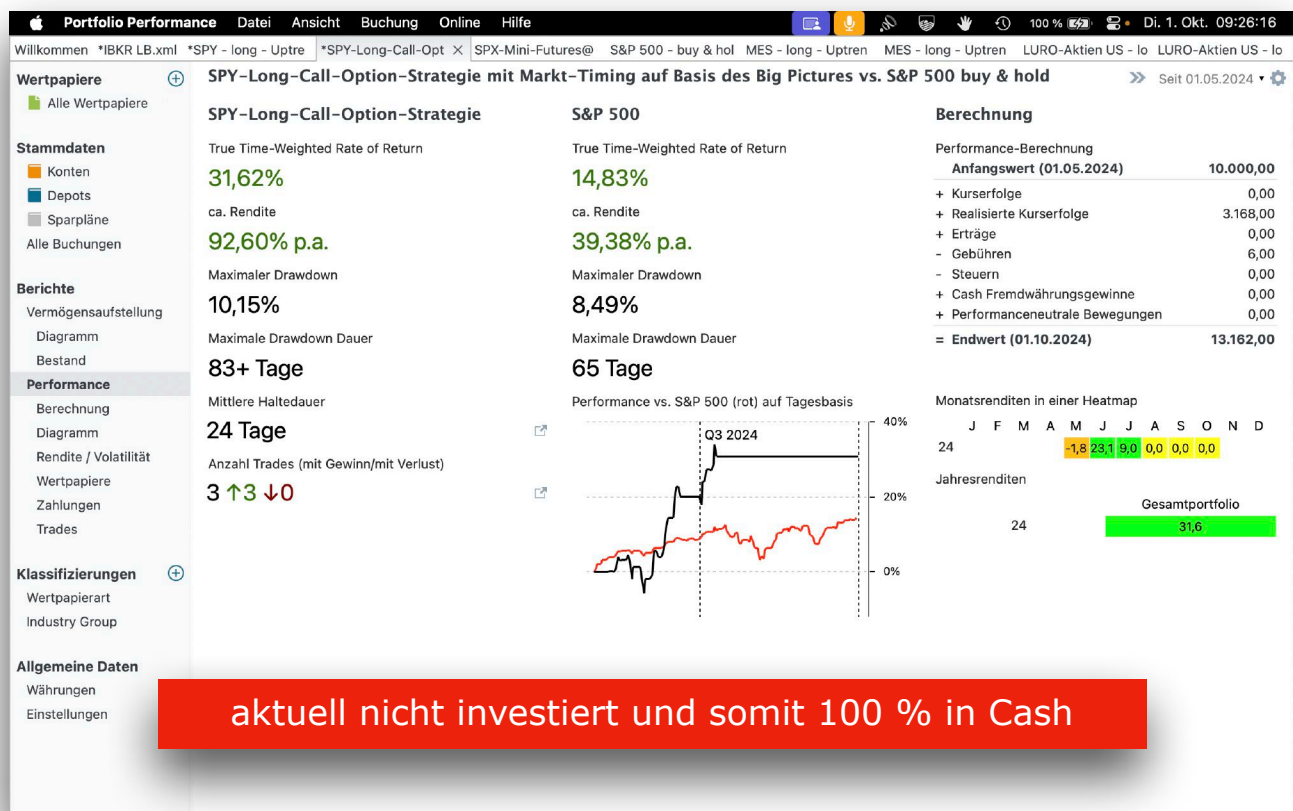 Portfolio Performance Datei Ansicht Buchung Online Hilfe 100 % Di. 1. Okt. 09:26:16
Willkommen *IBKR LB.xml *SPY - long - Uptre *SPY-Long-Call-Opt × SPX-Mini-Futures@ S&P 500 - buy & hol MES - long - Uptren MES - long - Uptren LURO-Aktien US - lo LURO-Aktien US - lo
Wertpapiere
Alle Wertpapiere
Stammdaten
Konten
Depots
Sparpläne
Alle Buchungen
Berichte
Vermögensaufstellung
Diagramm
Bestand
Performance
Berechnung
Diagramm
Rendite / Volatilität
Wertpapiere
Zahlungen
Trades
Klassifizierungen
Wertpapierart
Industry Group
Allgemeine Daten
Währungen
Einstellungen
SPY-Long-Call-Option-Strategie mit Markt-Timing auf Basis des Big Pictures vs. S&P 500 buy & hold
Seit 01.05.2024
SPY-Long-Call-Option-Strategie
True Time-Weighted Rate of Return
31,62%
ca. Rendite
92,60% p.a.
Maximaler Drawdown
10,15%
Maximale Drawdown Dauer
83+ Tage
Mittlere Haltedauer
24 Tage
Anzahl Trades (mit Gewinn/mit Verlust)
3 ↑3 ↓0
S&P 500
True Time-Weighted Rate of Return
14,83%
ca. Rendite
39,38% p.a.
Maximaler Drawdown
8,49%
Maximale Drawdown Dauer
65 Tage
Performance vs. S&P 500 (rot) auf Tagesbasis
Q3 2024
40%
20%
0%
Berechnung
Performance-Berechnung
Anfangswert (01.05.2024) 10.000,00
+ Kurserfolge 0,00
+ Realisierte Kurserfolge 3.168,00
+ Erträge 0,00
- Gebühren 6,00
- Steuern 0,00
+ Cash Fremdwährungsgewinne 0,00
+ Performanceneutrale Bewegungen 0,00
= Endwert (01.10.2024) 13.162,00
Monatsrenditen in einer Heatmap
J F M A M J J A S O N D
24 -1,8 23,1 9,0 0,0 0,0 0,0
Jahresrenditen
Gesamtportfolio
24 31,6
aktuell nicht investiert und somit 100 % in Cash